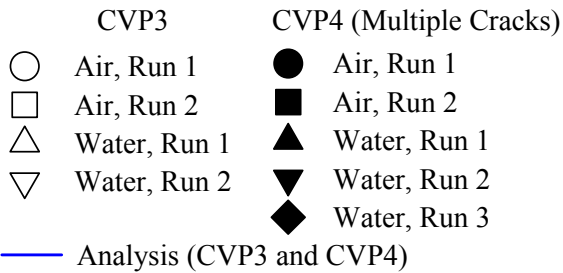 CVP3 CVP4 (Multiple Cracks)
Air, Run 1 Air, Run 1
Air, Run 2 Air, Run 2
Water, Run 1 Water, Run 1
Water, Run 2 Water, Run 2
Water, Run 3
Analysis (CVP3 and CVP4)